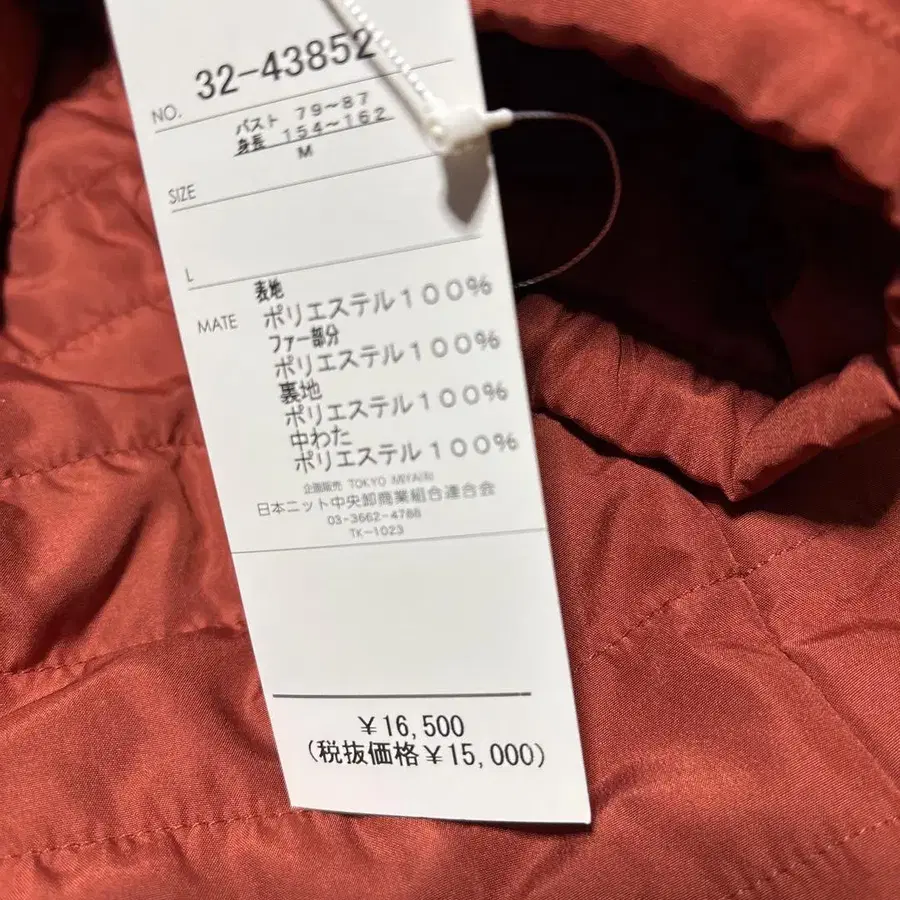 NO. 32-43852
バスト 79~87
身長 154~162
M
SIZE
L
表地
MATE ポリエステル100%
ファー部分
ポリエステル100%
裏地
ポリエステル100%
中わた
ポリエステル100%
企画販売 TOKYO
日本ニット中央卸商業組合連合会
03-3662-4788
TK-1023
¥16,500
(税抜価格¥15,000)